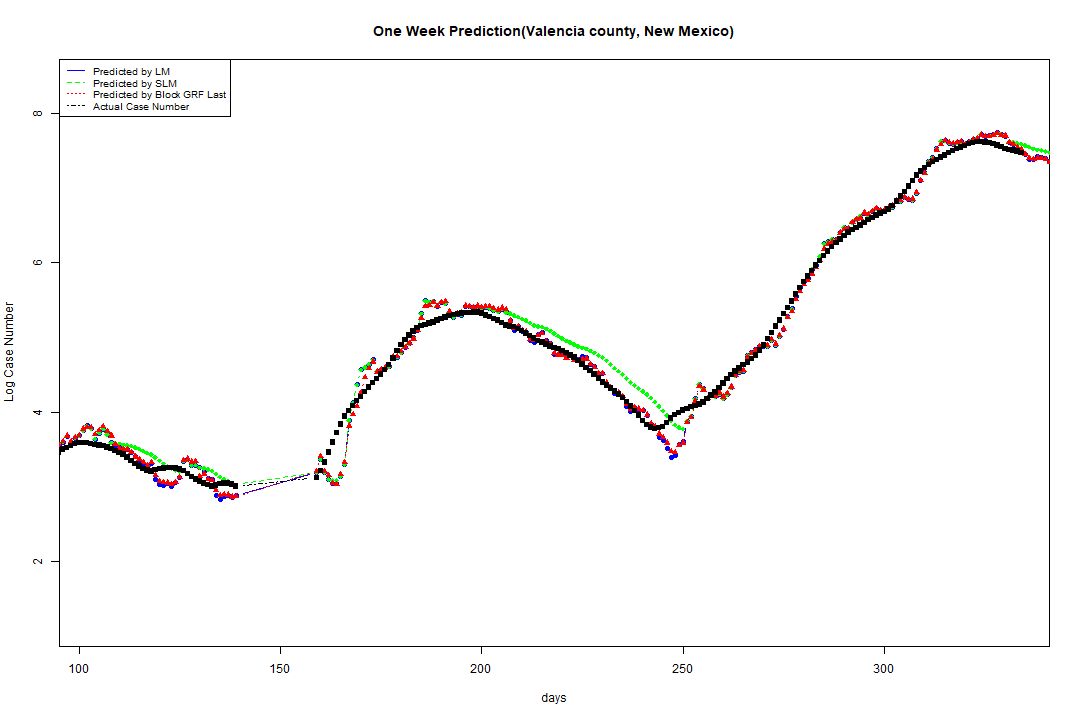 One Week Prediction(Valencia county, New Mexico)
Predicted by LM
Predicted by SLM
Predicted by Block GRF Last
Actual Case Number
8
6
4
2
Log Case Number
100 150 200 250 300
days